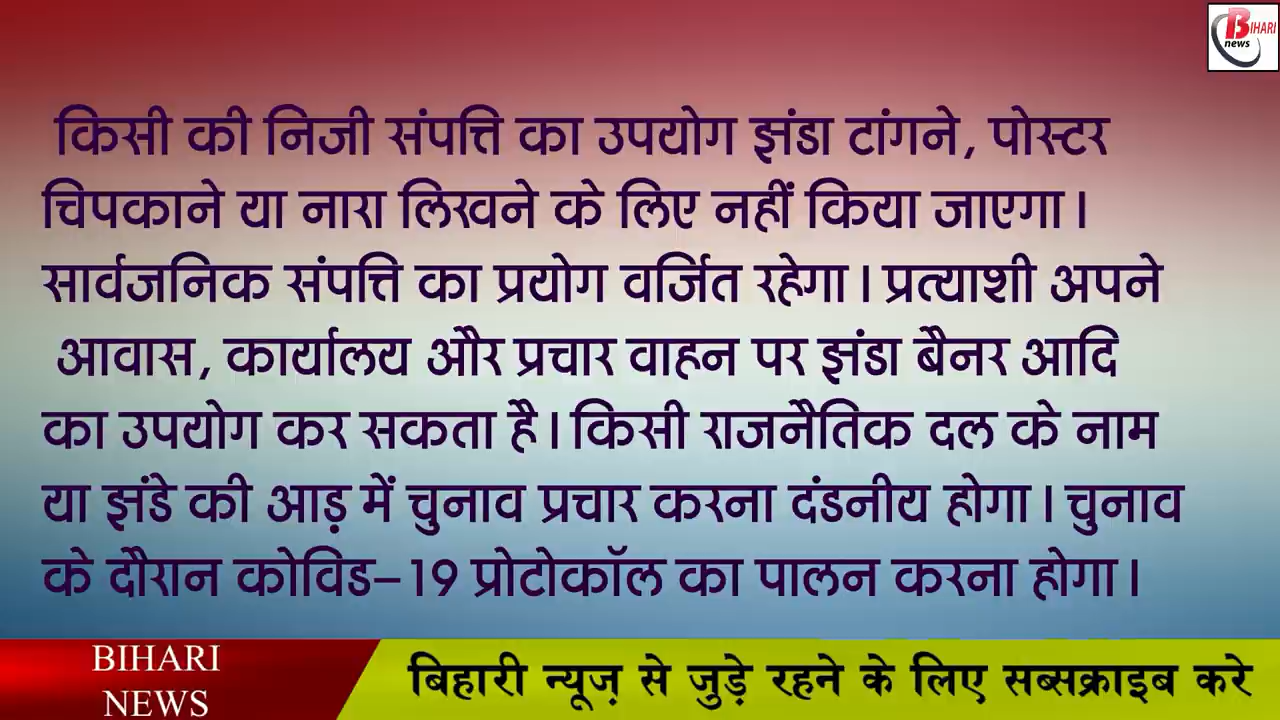 BIHARI
news
किसी की निजी संपत्ति का उपयोग झंडा टांगने, पोस्टर
चिपकाने या नारा लिखने के लिए नहीं किया जाएगा।
सार्वजनिक संपत्ति का प्रयोग वर्जित रहेगा। प्रत्याशी अपने
आवास, कार्यालय और प्रचार वाहन पर झंडा बैनर आदि
का उपयोग कर सकता है। किसी राजनैतिक दल के नाम
या झंडे की आड़ में चुनाव प्रचार करना दंडनीय होगा। चुनाव
के दौरान कोविड–19 प्रोटोकॉल का पालन करना होगा।
BIHARI
NEWS
बिहारी न्यूज़ से जुड़े रहने के लिए सब्सक्राइब करे